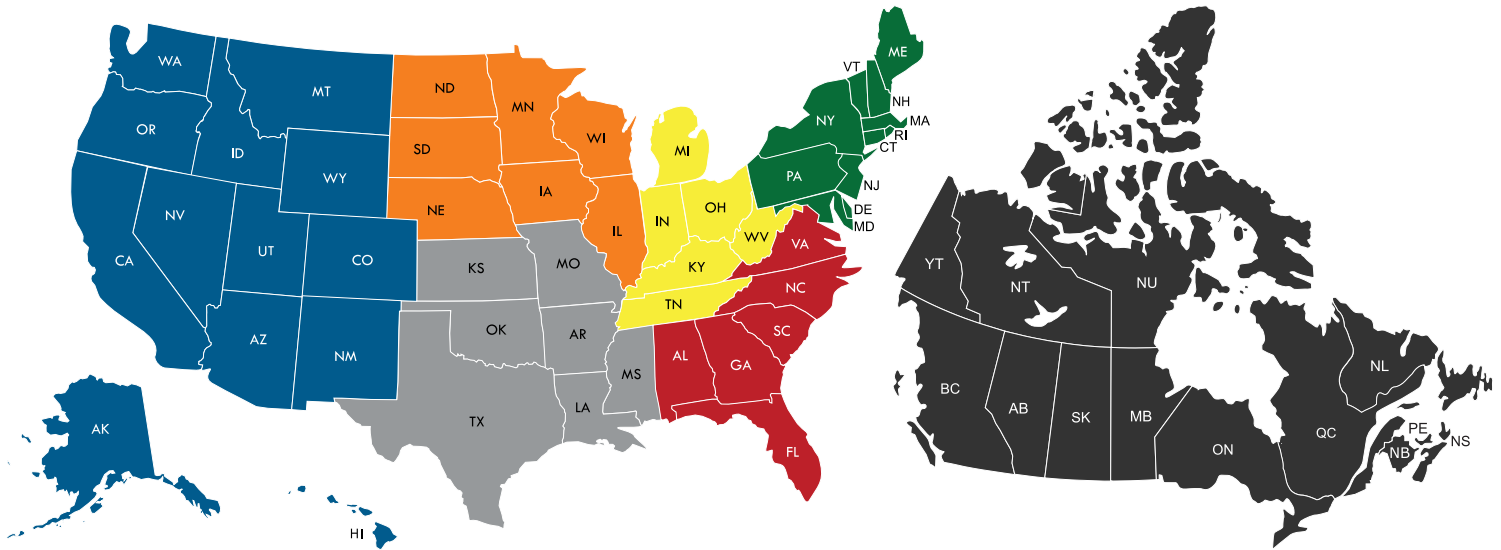 WA
MT
OR
ID
WY
NV
UT
CO
CA
AZ
NM
AK
HI
ND
MN
SD
WI
NE
IA
IL
KS
MO
OK
AR
TX
LA
MS
MI
IN
OH
WV
KY
TN
VA
NC
SC
AL
GA
FL
ME
VT
NH
MA
NY
RI
CT
PA
NJ
DE
MD
YT
NT
NU
BC
AB
SK
MB
ON
QC
NL
PE
NB
NS